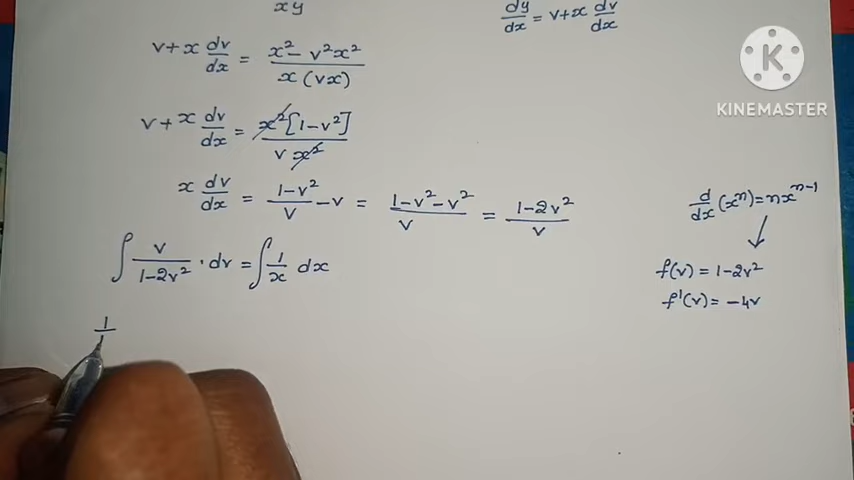 xy
dy/dx = v+x dv/dx
K
KINEMASTER
v+x dv/dx = x² - v²x² / x(vx)
v+x dv/dx = x²[1-v²] / v x²
x dv/dx = 1-v²/v - v = 1-v²-v²/v = 1-2v²/v
d/dx (xⁿ) = nxⁿ⁻¹
∫ v/1-2v² · dv = ∫ 1/x dx
f(v) = 1-2v²
f'(v) = -4v
1